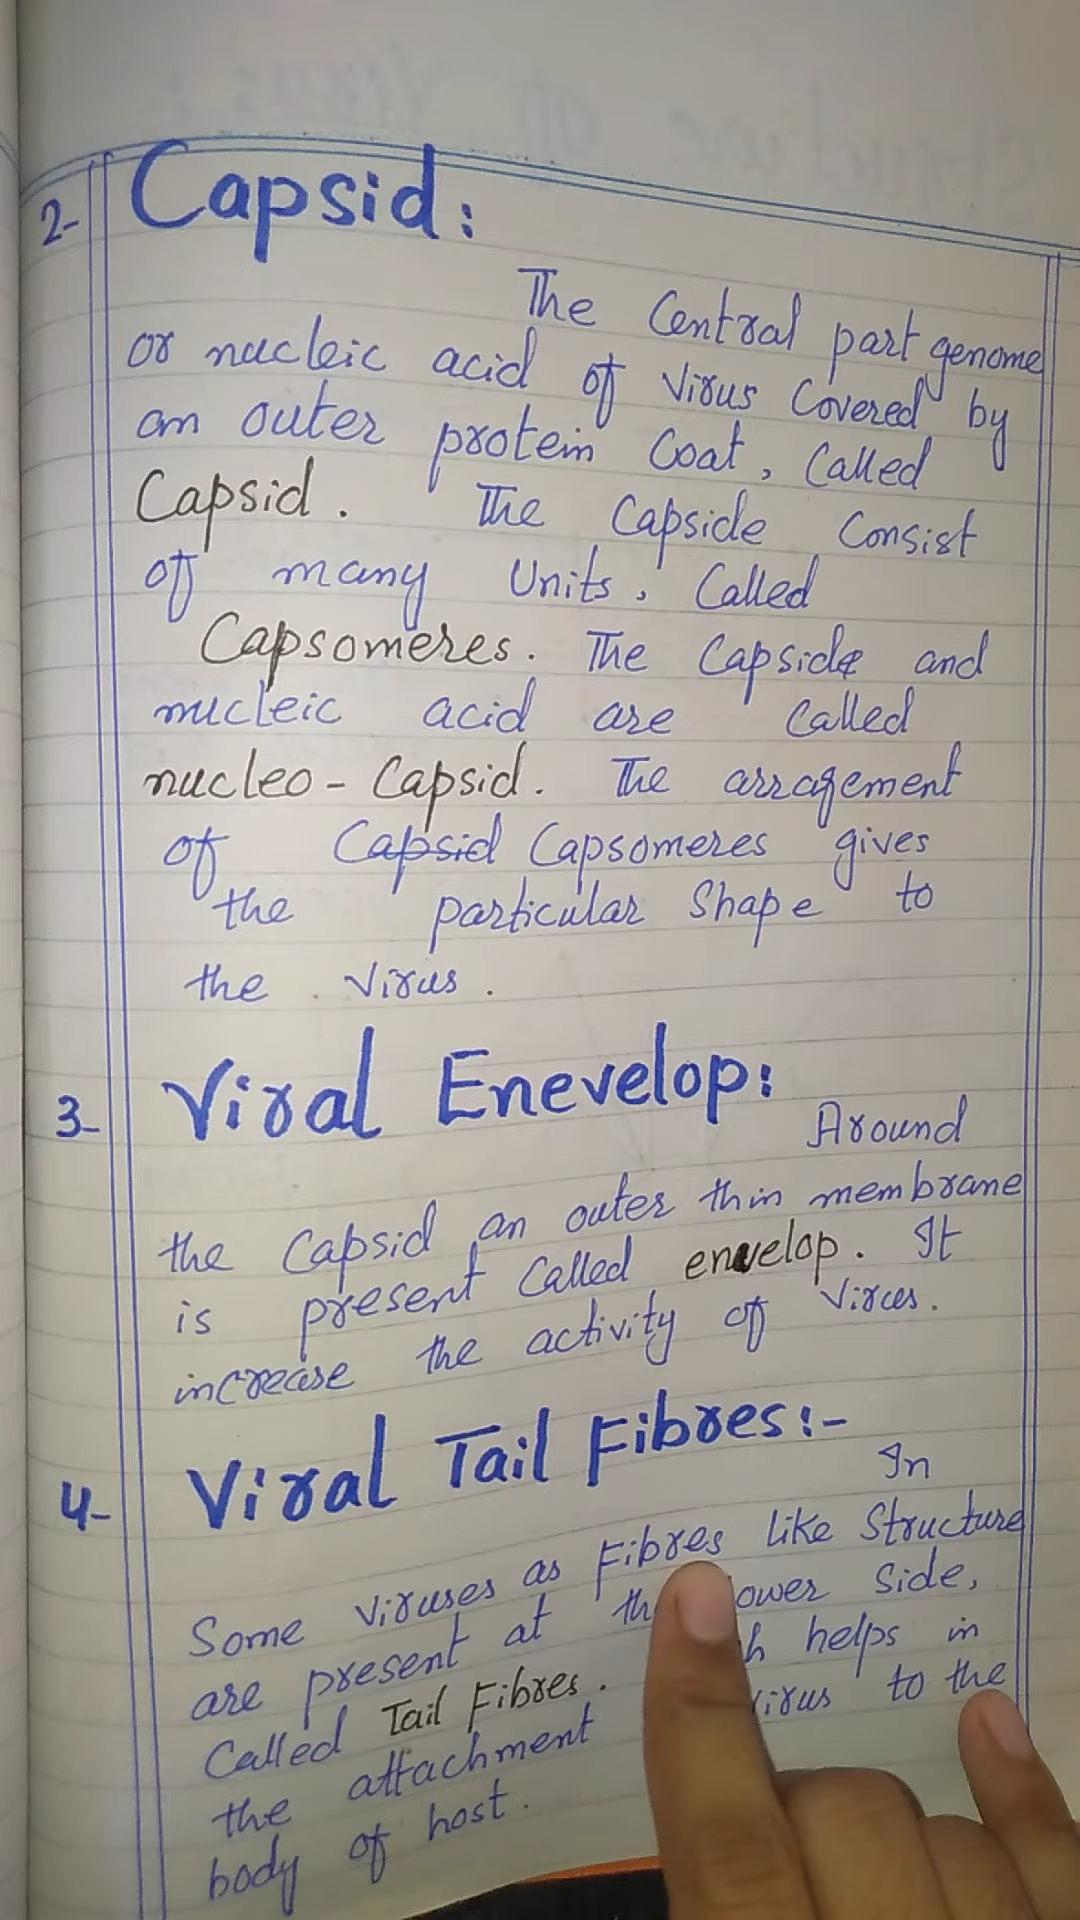 2- Capsid:
The Central part genome
or nucleic acid of virus Covered by
an outer protein Coat, Called
Capsid. The Capside Consist
of many Units, Called
Capsomeres. The Capside and
nucleic acid are Called
nucleo-Capsid. The arragement
of Capsid Capsomeres gives
the particular Shape to
the virus.
3- Viral Enevelop:
Around
the Capsid an outer thin membrane
is present Called envelop. It
increase the activity of Virus.
4- Viral Tail Fibres:-
In
Some viruses as Fibres like Structure
are present at side,
Called Tail Fibres. helps in
the attachment to the
body of host.